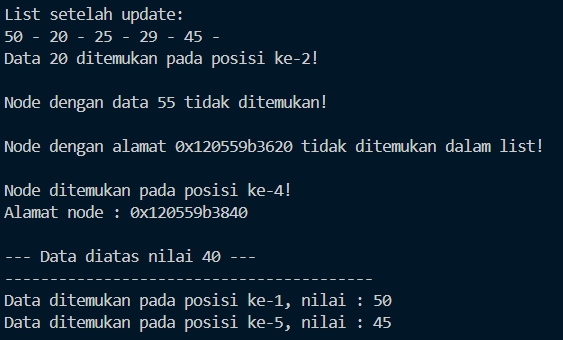 List setelah update:
50 - 20 - 25 - 29 - 45 -
Data 20 ditemukan pada posisi ke-2!
Node dengan data 55 tidak ditemukan!
Node dengan alamat 0x120559b3620 tidak ditemukan dalam list!
Node ditemukan pada posisi ke-4!
Alamat node : 0x120559b3840
--- Data diatas nilai 40 ---
-----------------------------------------
Data ditemukan pada posisi ke-1, nilai : 50
Data ditemukan pada posisi ke-5, nilai : 45